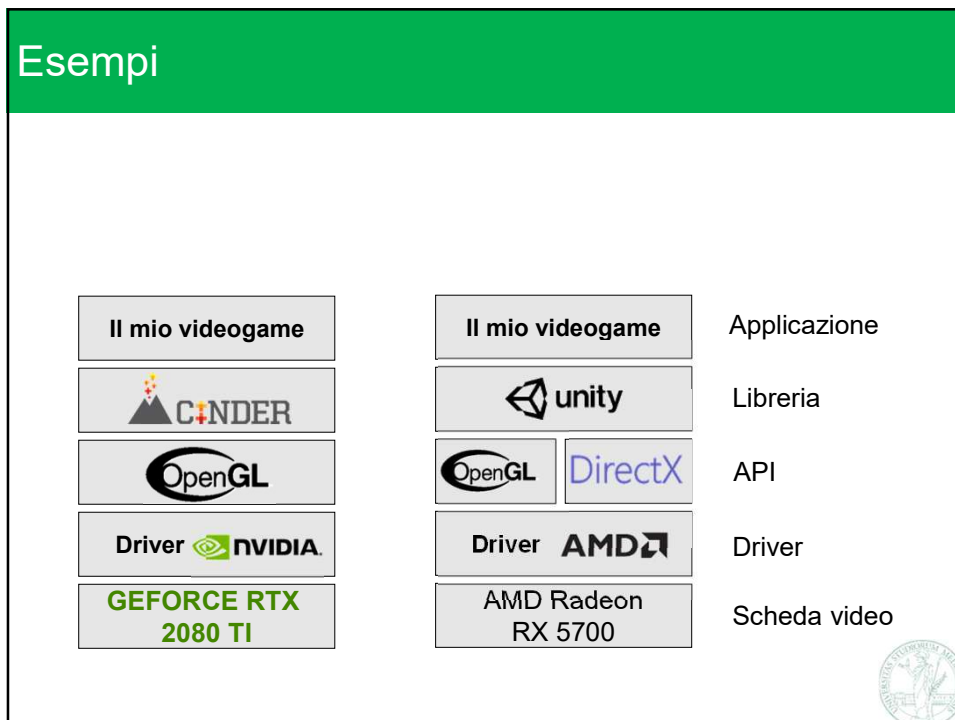 Esempi
Il mio videogame
Il mio videogame
Applicazione
CINDER
unity
Libreria
OpenGL
OpenGL
DirectX
API
Driver NVIDIA.
Driver AMD
Driver
GEFORCE RTX
2080 TI
AMD Radeon
RX 5700
Scheda video